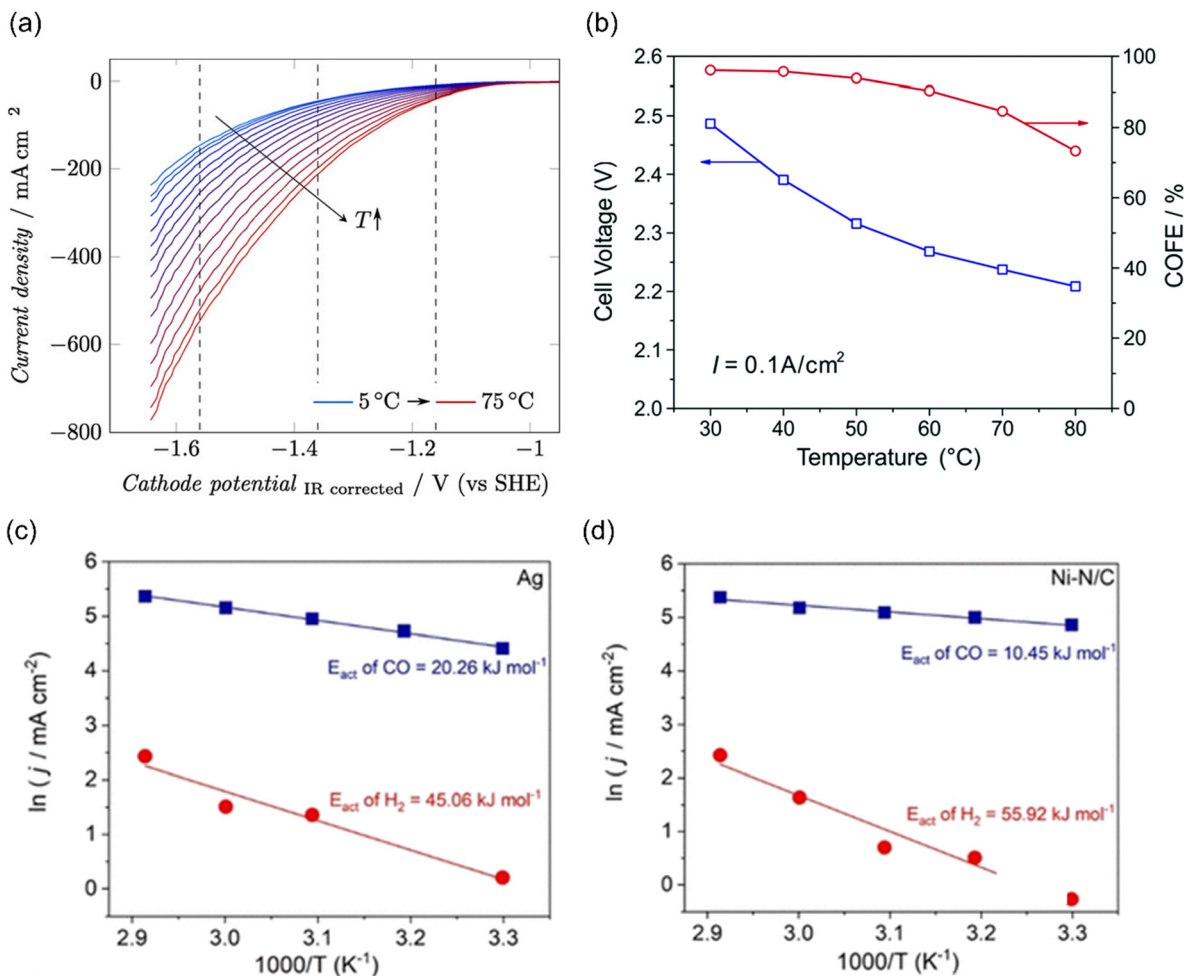 (a)
0
−200
−400
−600
−800
Current density / mA cm 2
T↑
5 °C → 75 °C
−1.6
−1.4
−1.2
−1
Cathode potential IR corrected / V (vs SHE)
(b)
2.6
2.5
2.4
2.3
2.2
2.1
2.0
Cell Voltage (V)
100
80
60
40
20
0
COFE / %
I = 0.1A/cm2
30 40 50 60 70 80
Temperature (°C)
(c)
6
5
4
3
2
1
0
ln (j / mA cm-2)
Ag
Eact of CO = 20.26 kJ mol-1
Eact of H2 = 45.06 kJ mol-1
2.9 3.0 3.1 3.2 3.3
1000/T (K-1)
(d)
6
5
4
3
2
1
0
ln (j / mA cm-2)
Ni-N/C
Eact of CO = 10.45 kJ mol-1
Eact of H2 = 55.92 kJ mol-1
2.9 3.0 3.1 3.2 3.3
1000/T (K-1)